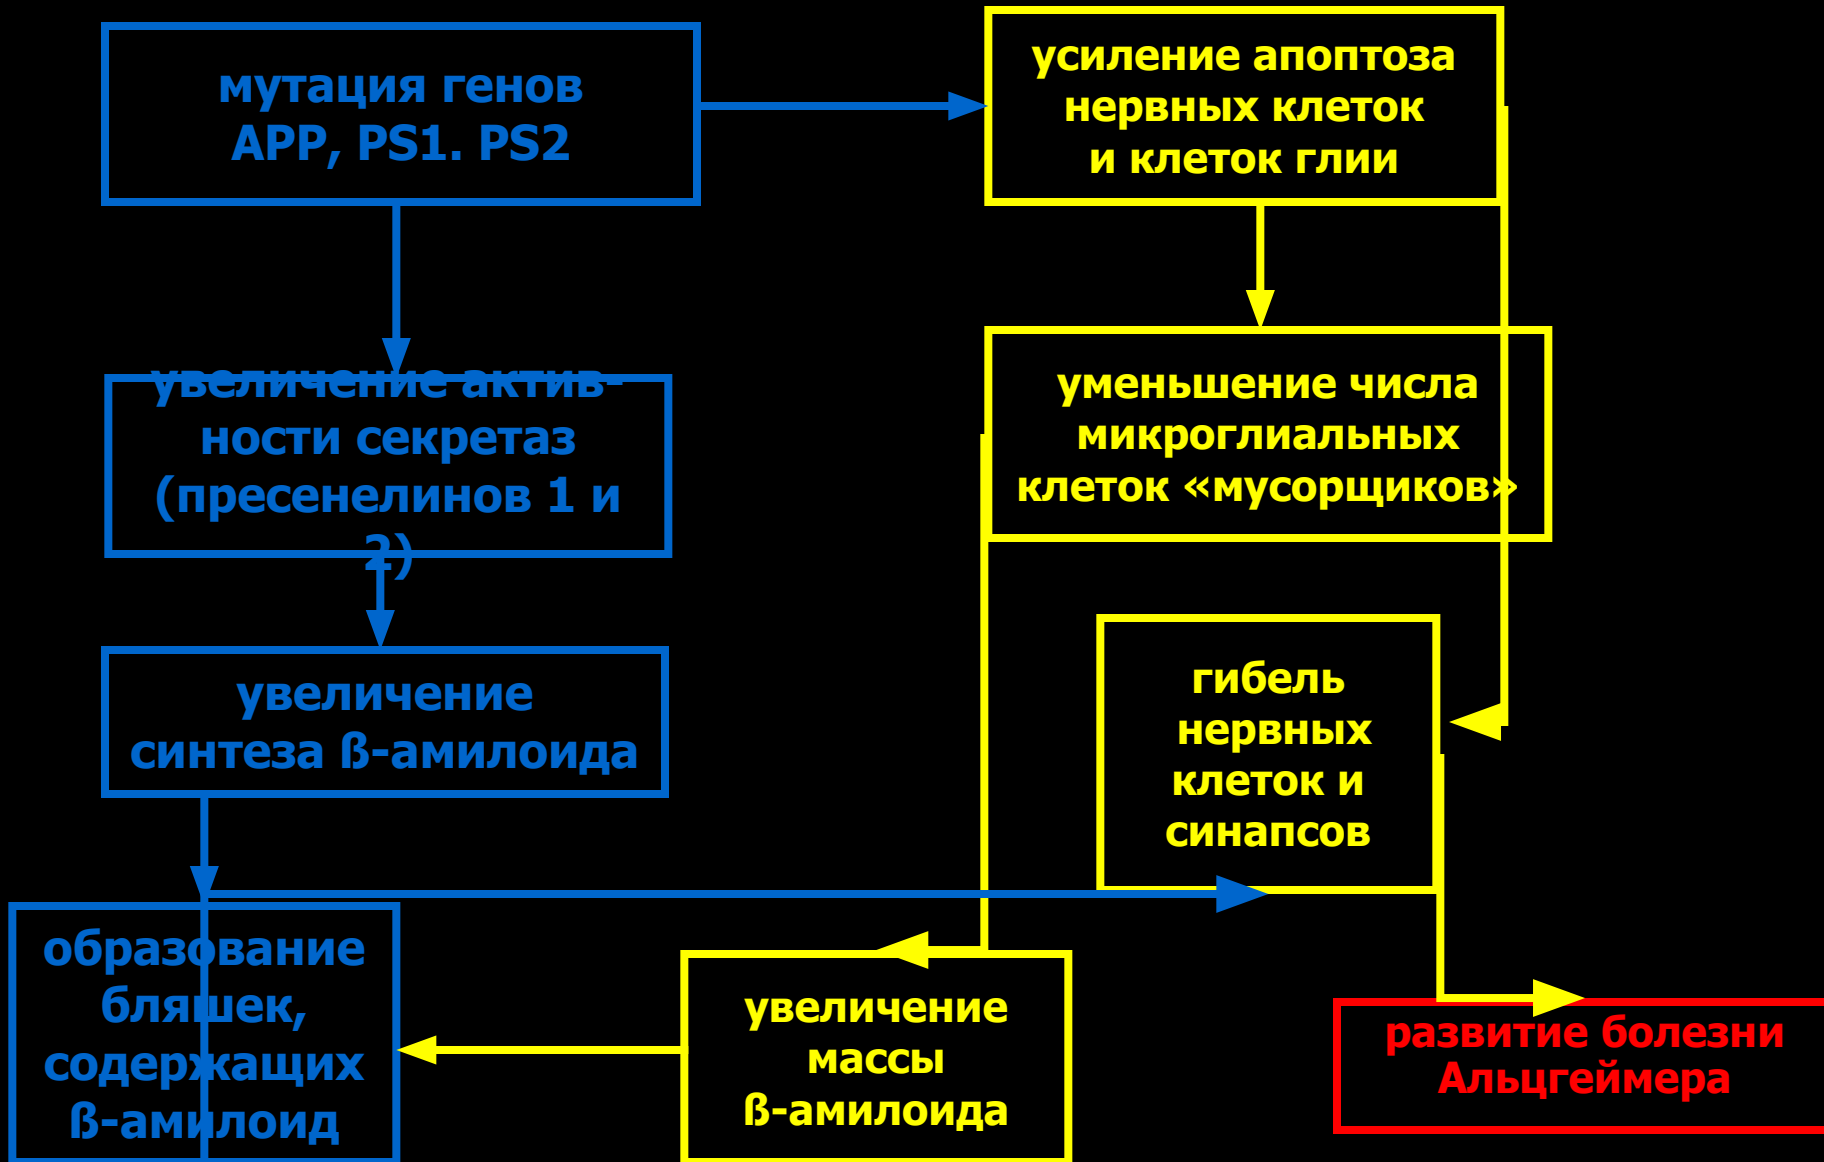 мутация генов
APP, PS1. PS2
усиление апоптоза
нервных клеток
и клеток глии
увеличение актив-
ности секретаз
(пресенелинов 1 и
2)
уменьшение числа
микроглиальных
клеток «мусорщиков»
увеличение
синтеза ß-амилоида
гибель
нервных
клеток и
синапсов
образование
бляшек,
содержащих
ß-амилоид
увеличение
массы
ß-амилоида
развитие болезни
Альцгеймера